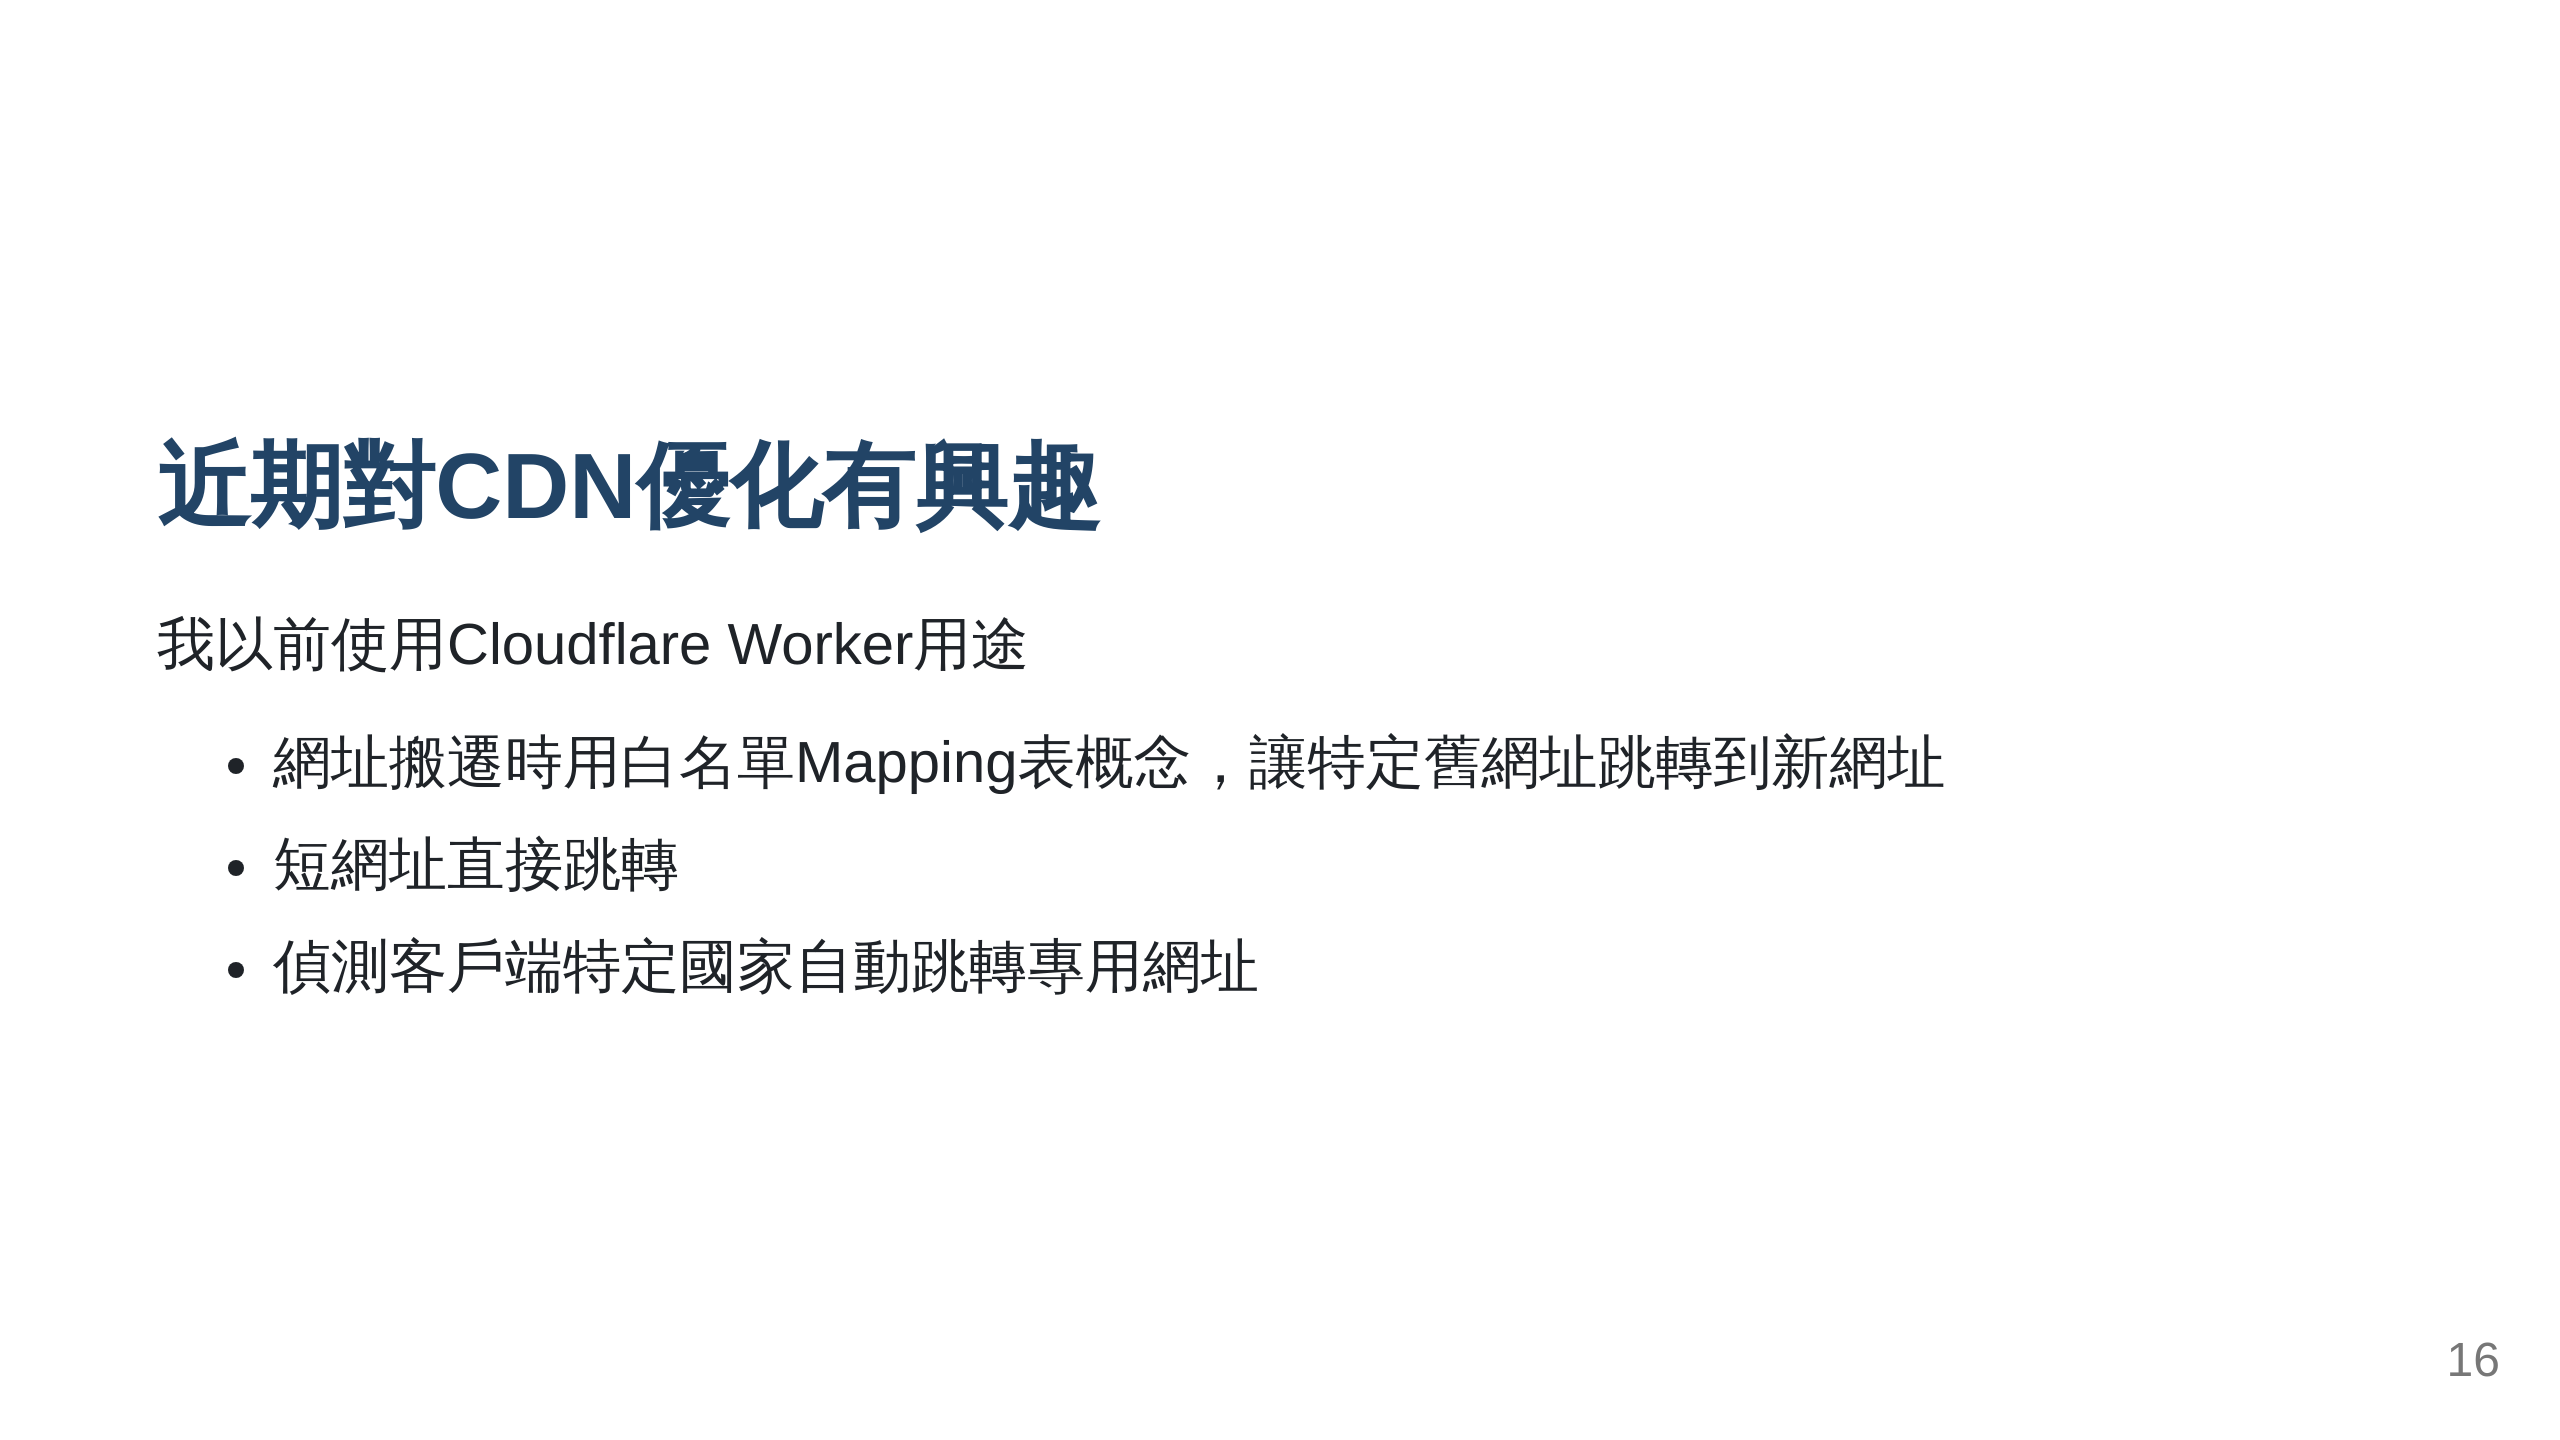 近期對CDN優化有興趣
我以前使用Cloudflare Worker用途
• 網址搬遷時用白名單Mapping表概念，讓特定舊網址跳轉到新網址
• 短網址直接跳轉
• 偵測客戶端特定國家自動跳轉專用網址
16